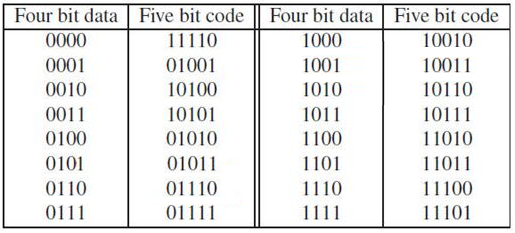 Four bit data Five bit code Four bit data Five bit code
0000 11110 1000 10010
0001 01001 1001 10011
0010 10100 1010 10110
0011 10101 1011 10111
0100 01010 1100 11010
0101 01011 1101 11011
0110 01110 1110 11100
0111 01111 1111 11101